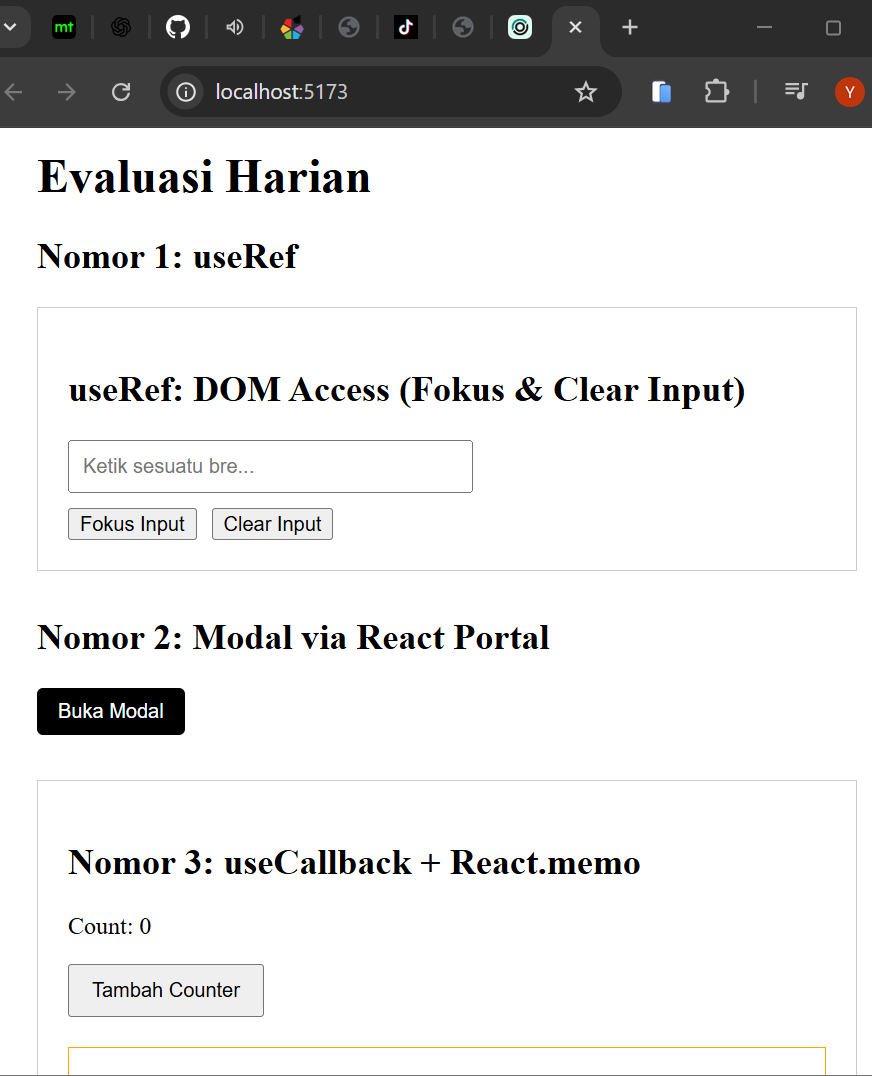 mt
localhost:5173
Y
Evaluasi Harian
Nomor 1: useRef
useRef: DOM Access (Fokus & Clear Input)
Ketik sesuatu bre...
Fokus Input Clear Input
Nomor 2: Modal via React Portal
Buka Modal
Nomor 3: useCallback + React.memo
Count: 0
Tambah Counter